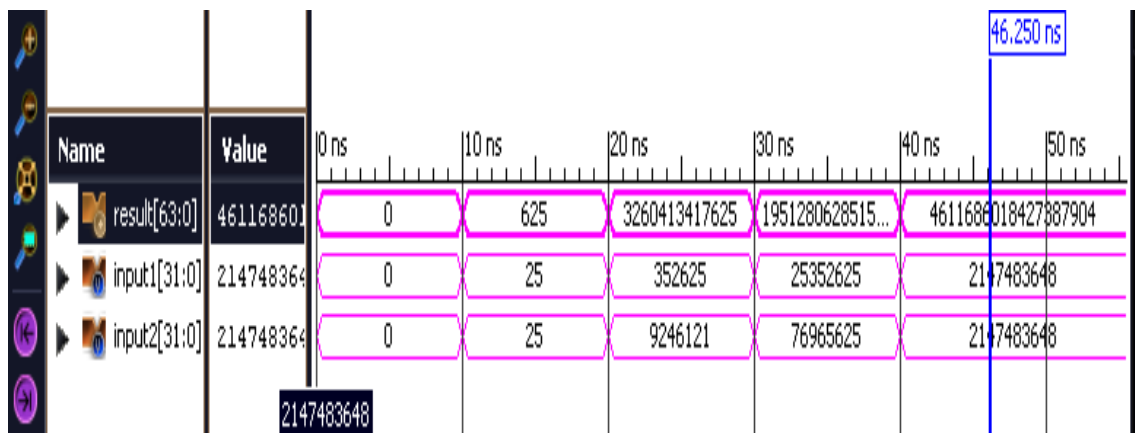 46.250 ns
Name Value 0 ns 10 ns 20 ns 30 ns 40 ns 50 ns
result[63:0] 461168601 0 625 3260413417625 1951280628515... 4611686018427387904
input1[31:0] 214748364 0 25 352625 25352625 2147483648
input2[31:0] 214748364 0 25 9246121 76965625 2147483648
2147483648